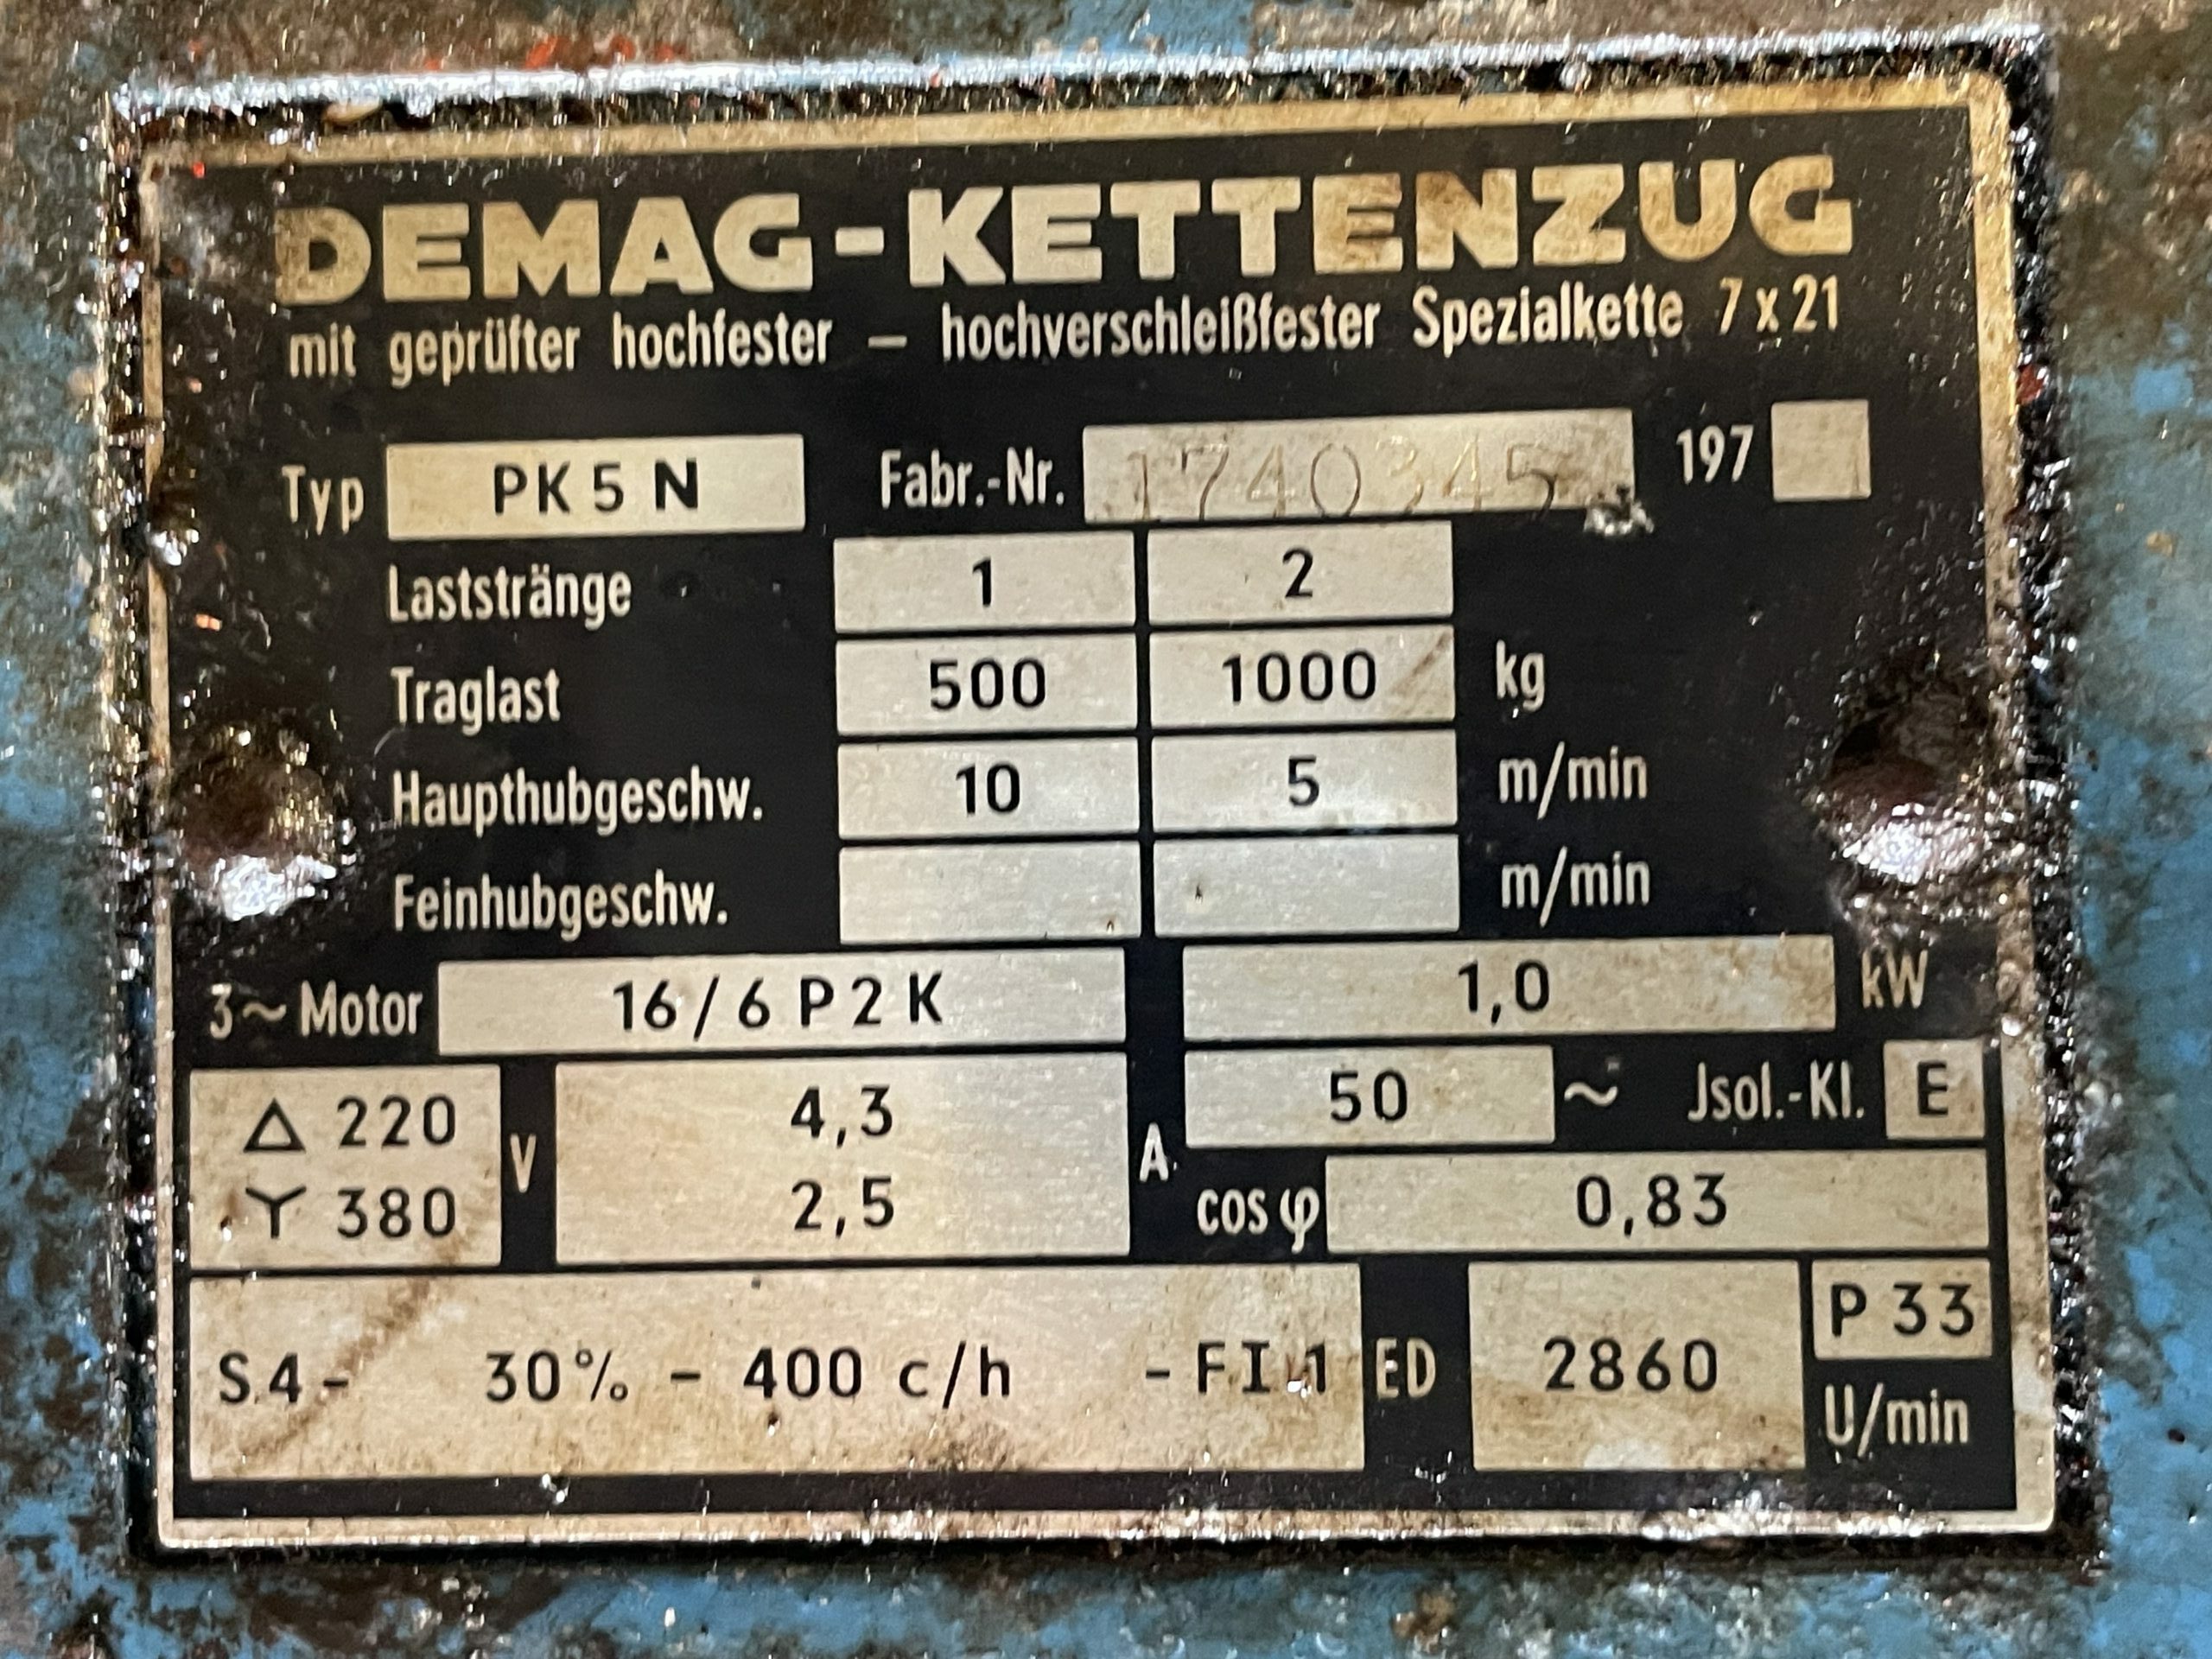 DEMAG-KETTENZUG
mit geprüfter hochfester – hochverschleißfester Spezialkette 7 x 21
Typ PK 5 N Fabr.-Nr. 1740345 197
Laststränge 1 2
Traglast 500 1000 kg
Haupthubgeschw. 10 5 m/min
Feinhubgeschw. m/min
3~Motor 16/6 P 2 K 1,0 kW
△ 220 V 4,3 A 50 ~ Jsol.-Kl. E
Y 380 2,5 cos φ 0,83
S.4- 30% - 400 c/h - FI 1 ED 2860 P 33
U/min